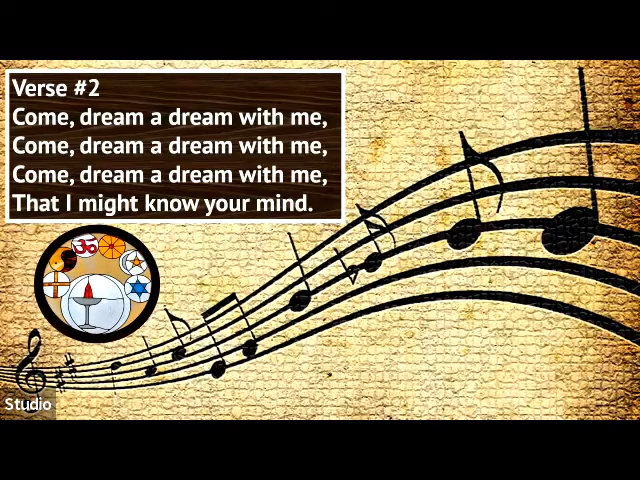 Verse #2
Come, dream a dream with me,
Come, dream a dream with me,
Come, dream a dream with me,
That I might know your mind.
Studio